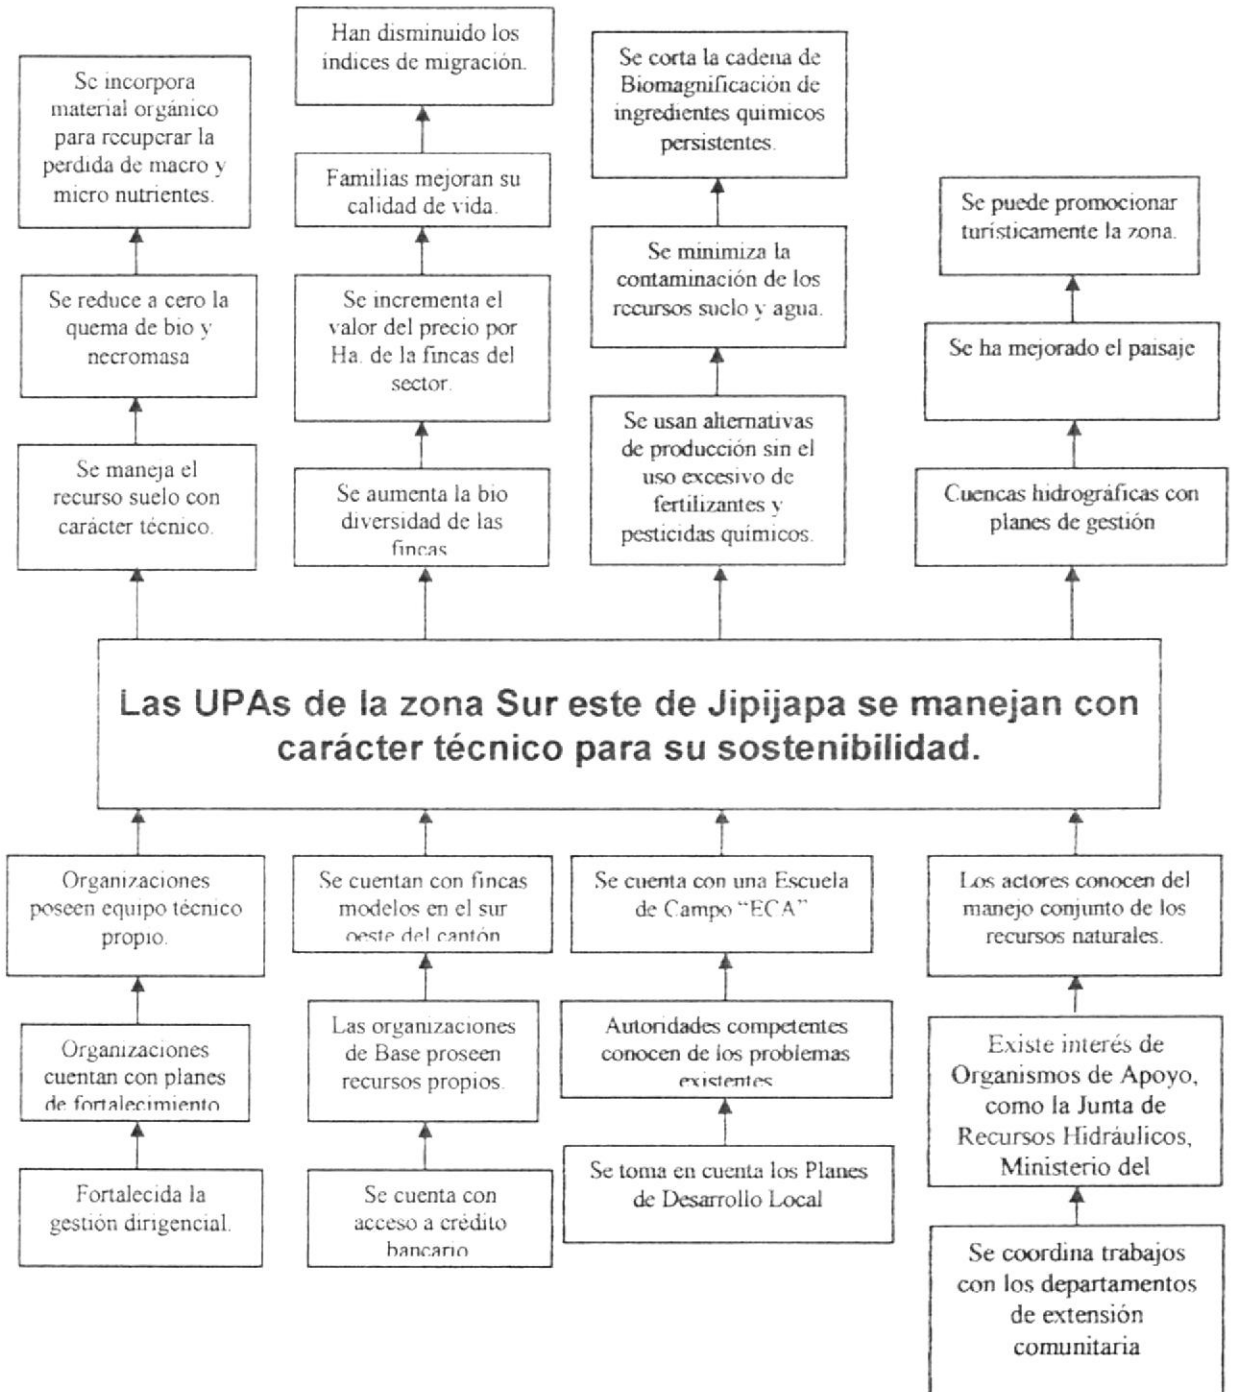 Se incorpora
material orgánico
para recuperar la
perdida de macro y
micro nutrientes.
Se reduce a cero la
quema de bio y
necromasa
Se maneja el
recurso suelo con
carácter técnico.
Han disminuido los
índices de migración.
Familias mejoran su
calidad de vida.
Se incrementa el
valor del precio por
Ha. de la fincas del
sector.
Se aumenta la bio
diversidad de las
fincas
Se corta la cadena de
Biomagnificación de
ingredientes quimicos
persistentes.
Se minimiza la
contaminación de los
recursos suelo y agua.
Se usan alternativas
de producción sin el
uso excesivo de
fertilizantes y
pesticidas químicos.
Se puede promocionar
turísticamente la zona.
Se ha mejorado el paisaje
Cuencas hidrográficas con
planes de gestión
Las UPAs de la zona Sur este de Jipijapa se manejan con
carácter técnico para su sostenibilidad.
Organizaciones
poseen equipo técnico
propio.
Organizaciones
cuentan con planes
de fortalecimiento
Fortalecida la
gestión dirigencial.
Se cuentan con fincas
modelos en el sur
oeste del cantón
Las organizaciones
de Base proseen
recursos propios.
Se cuenta con
acceso a crédito
bancario
Se cuenta con una Escuela
de Campo “ECA”
Autoridades competentes
conocen de los problemas
existentes
Se toma en cuenta los Planes
de Desarrollo Local
Los actores conocen del
manejo conjunto de los
recursos naturales.
Existe interés de
Organismos de Apoyo,
como la Junta de
Recursos Hidráulicos,
Ministerio del
Se coordina trabajos
con los departamentos
de extensión
comunitaria